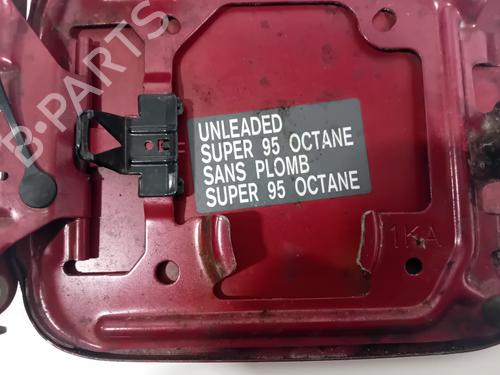 B-PARTS
UNLEADED
SUPER 95 OCTANE
SANS PLOMB
SUPER 95 OCTANE
1KA